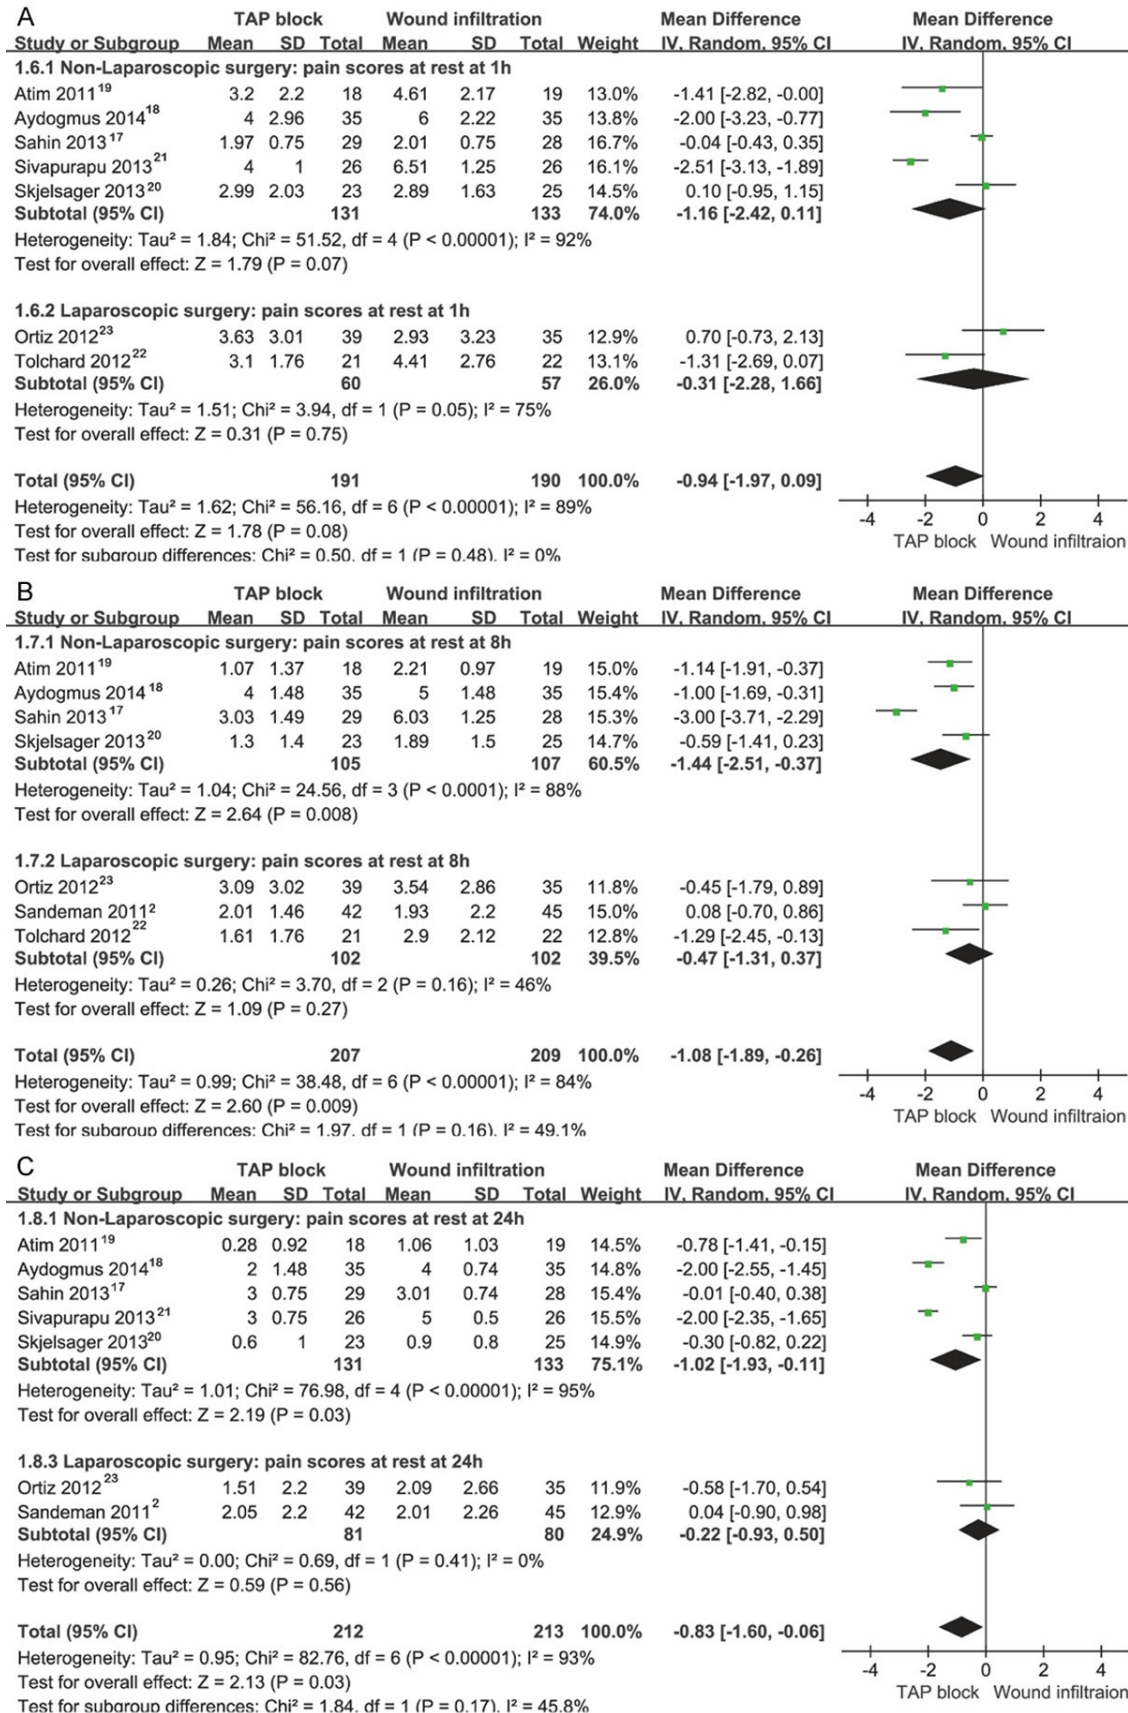 A
TAP block Wound infiltration Mean Difference Mean Difference
Study or Subgroup Mean SD Total Mean SD Total Weight IV, Random, 95% CI IV, Random, 95% CI
1.6.1 Non-Laparoscopic surgery: pain scores at rest at 1h
Atim 2011¹⁹ 3.2 2.2 18 4.61 2.17 19 13.0% -1.41 [-2.82, -0.00]
Aydogmus 2014¹⁸ 4 2.96 35 6 2.22 35 13.8% -2.00 [-3.23, -0.77]
Sahin 2013¹⁷ 1.97 0.75 29 2.01 0.75 28 16.7% -0.04 [-0.43, 0.35]
Sivapurapu 2013²¹ 4 1 26 6.51 1.25 26 16.1% -2.51 [-3.13, -1.89]
Skjelsager 2013²⁰ 2.99 2.03 23 2.89 1.63 25 14.5% 0.10 [-0.95, 1.15]
Subtotal (95% CI) 131 133 74.0% -1.16 [-2.42, 0.11]
Heterogeneity: Tau² = 1.84; Chi² = 51.52, df = 4 (P < 0.00001); I² = 92%
Test for overall effect: Z = 1.79 (P = 0.07)
1.6.2 Laparoscopic surgery: pain scores at rest at 1h
Ortiz 2012²³ 3.63 3.01 39 2.93 3.23 35 12.9% 0.70 [-0.73, 2.13]
Tolchard 2012²² 3.1 1.76 21 4.41 2.76 22 13.1% -1.31 [-2.69, 0.07]
Subtotal (95% CI) 60 57 26.0% -0.31 [-2.28, 1.66]
Heterogeneity: Tau² = 1.51; Chi² = 3.94, df = 1 (P = 0.05); I² = 75%
Test for overall effect: Z = 0.31 (P = 0.75)
Total (95% CI) 191 190 100.0% -0.94 [-1.97, 0.09]
Heterogeneity: Tau² = 1.62; Chi² = 56.16, df = 6 (P < 0.00001); I² = 89%
Test for overall effect: Z = 1.78 (P = 0.08)
Test for subgroup differences: Chi² = 0.50, df = 1 (P = 0.48), I² = 0%
-4 -2 0 2 4
TAP block Wound infiltraion
B
TAP block Wound infiltration Mean Difference Mean Difference
Study or Subgroup Mean SD Total Mean SD Total Weight IV, Random, 95% CI IV, Random, 95% CI
1.7.1 Non-Laparoscopic surgery: pain scores at rest at 8h
Atim 2011¹⁹ 1.07 1.37 18 2.21 0.97 19 15.0% -1.14 [-1.91, -0.37]
Aydogmus 2014¹⁸ 4 1.48 35 5 1.48 35 15.4% -1.00 [-1.69, -0.31]
Sahin 2013¹⁷ 3.03 1.49 29 6.03 1.25 28 15.3% -3.00 [-3.71, -2.29]
Skjelsager 2013²⁰ 1.3 1.4 23 1.89 1.5 25 14.7% -0.59 [-1.41, 0.23]
Subtotal (95% CI) 105 107 60.5% -1.44 [-2.51, -0.37]
Heterogeneity: Tau² = 1.04; Chi² = 24.56, df = 3 (P < 0.0001); I² = 88%
Test for overall effect: Z = 2.64 (P = 0.008)
1.7.2 Laparoscopic surgery: pain scores at rest at 8h
Ortiz 2012²³ 3.09 3.02 39 3.54 2.86 35 11.8% -0.45 [-1.79, 0.89]
Sandeman 2011² 2.01 1.46 42 1.93 2.2 45 15.0% 0.08 [-0.70, 0.86]
Tolchard 2012²² 1.61 1.76 21 2.9 2.12 22 12.8% -1.29 [-2.45, -0.13]
Subtotal (95% CI) 102 102 39.5% -0.47 [-1.31, 0.37]
Heterogeneity: Tau² = 0.26; Chi² = 3.70, df = 2 (P = 0.16); I² = 46%
Test for overall effect: Z = 1.09 (P = 0.27)
Total (95% CI) 207 209 100.0% -1.08 [-1.89, -0.26]
Heterogeneity: Tau² = 0.99; Chi² = 38.48, df = 6 (P < 0.00001); I² = 84%
Test for overall effect: Z = 2.60 (P = 0.009)
Test for subgroup differences: Chi² = 1.97, df = 1 (P = 0.16), I² = 49.1%
-4 -2 0 2 4
TAP block Wound infiltraion
C
TAP block Wound infiltration Mean Difference Mean Difference
Study or Subgroup Mean SD Total Mean SD Total Weight IV, Random, 95% CI IV, Random, 95% CI
1.8.1 Non-Laparoscopic surgery: pain scores at rest at 24h
Atim 2011¹⁹ 0.28 0.92 18 1.06 1.03 19 14.5% -0.78 [-1.41, -0.15]
Aydogmus 2014¹⁸ 2 1.48 35 4 0.74 35 14.8% -2.00 [-2.55, -1.45]
Sahin 2013¹⁷ 3 0.75 29 3.01 0.74 28 15.4% -0.01 [-0.40, 0.38]
Sivapurapu 2013²¹ 3 0.75 26 5 0.5 26 15.5% -2.00 [-2.35, -1.65]
Skjelsager 2013²⁰ 0.6 1 23 0.9 0.8 25 14.9% -0.30 [-0.82, 0.22]
Subtotal (95% CI) 131 133 75.1% -1.02 [-1.93, -0.11]
Heterogeneity: Tau² = 1.01; Chi² = 76.98, df = 4 (P < 0.00001); I² = 95%
Test for overall effect: Z = 2.19 (P = 0.03)
1.8.3 Laparoscopic surgery: pain scores at rest at 24h
Ortiz 2012²³ 1.51 2.2 39 2.09 2.66 35 11.9% -0.58 [-1.70, 0.54]
Sandeman 2011² 2.05 2.2 42 2.01 2.26 45 12.9% 0.04 [-0.90, 0.98]
Subtotal (95% CI) 81 80 24.9% -0.22 [-0.93, 0.50]
Heterogeneity: Tau² = 0.00; Chi² = 0.69, df = 1 (P = 0.41); I² = 0%
Test for overall effect: Z = 0.59 (P = 0.56)
Total (95% CI) 212 213 100.0% -0.83 [-1.60, -0.06]
Heterogeneity: Tau² = 0.95; Chi² = 82.76, df = 6 (P < 0.00001); I² = 93%
Test for overall effect: Z = 2.13 (P = 0.03)
Test for subgroup differences: Chi² = 1.84, df = 1 (P = 0.17), I² = 45.8%
-4 -2 0 2 4
TAP block Wound infiltraion